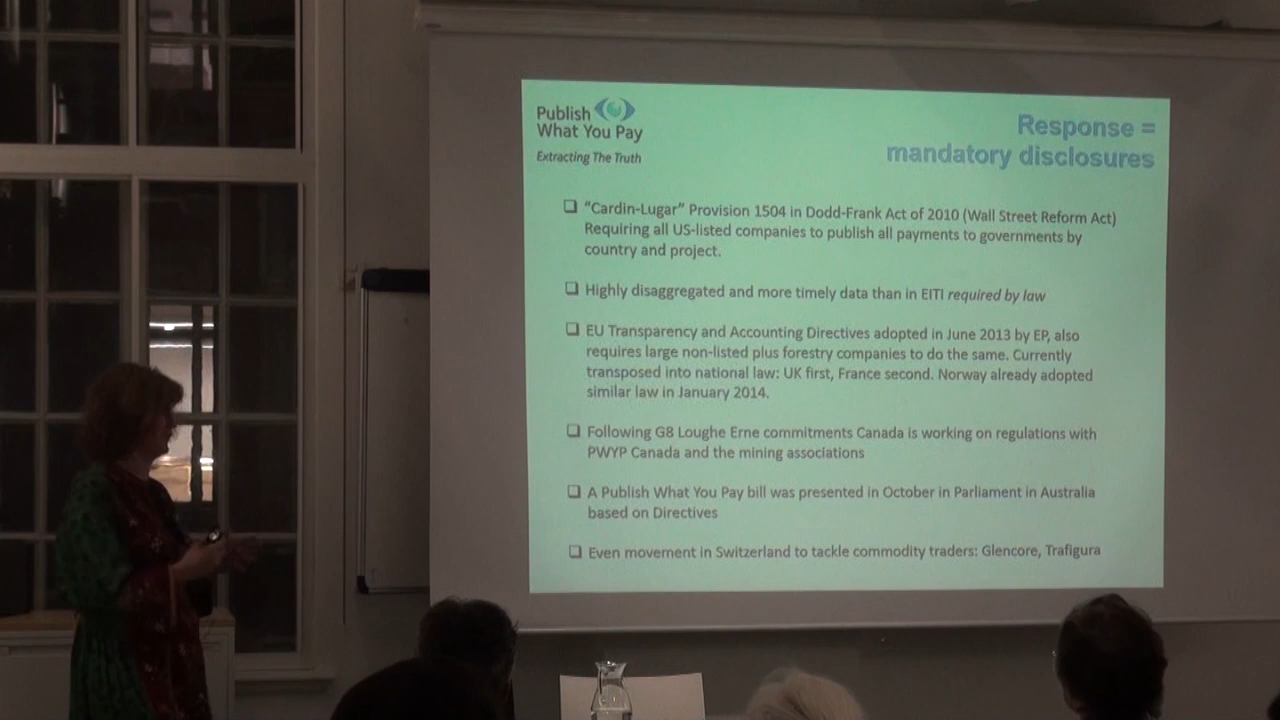 Publish
What You Pay
Extracting The Truth
Response =
mandatory disclosures
❑ "Cardin-Lugar" Provision 1504 in Dodd-Frank Act of 2010 (Wall Street Reform Act)
Requiring all US-listed companies to publish all payments to governments by
country and project.
❑ Highly disaggregated and more timely data than in EITI required by law
❑ EU Transparency and Accounting Directives adopted in June 2013 by EP, also
requires large non-listed plus forestry companies to do the same. Currently
transposed into national law: UK first, France second. Norway already adopted
similar law in January 2014.
❑ Following G8 Loughe Erne commitments Canada is working on regulations with
PWYP Canada and the mining associations
❑ A Publish What You Pay bill was presented in October in Parliament in Australia
based on Directives
❑ Even movement in Switzerland to tackle commodity traders: Glencore, Trafigura